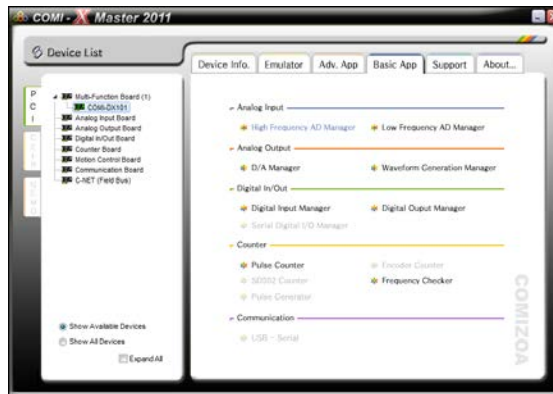 COMI - X Master 2011
Device List
Device Info. Emulator Adv. App Basic App Support About...
P
C
I
Multi-Function Board (1)
COMI-DX101
Analog Input Board
Analog Output Board
Digital In/Out Board
Counter Board
Motion Control Board
Communication Board
C-NET (Field Bus)
Show Available Devices
Show All Devices
Expand All
Analog Input
High Frequency AD Manager Low Frequency AD Manager
Analog Output
D/A Manager Waveform Generation Manager
Digital In/Out
Digital Input Manager Digital Ouput Manager
Serial Digital I/O Manager
Counter
Pulse Counter Encoder Counter
SD502 Counter Frequency Checker
Pulse Generator
Communication
USB - Serial
COMIZOA